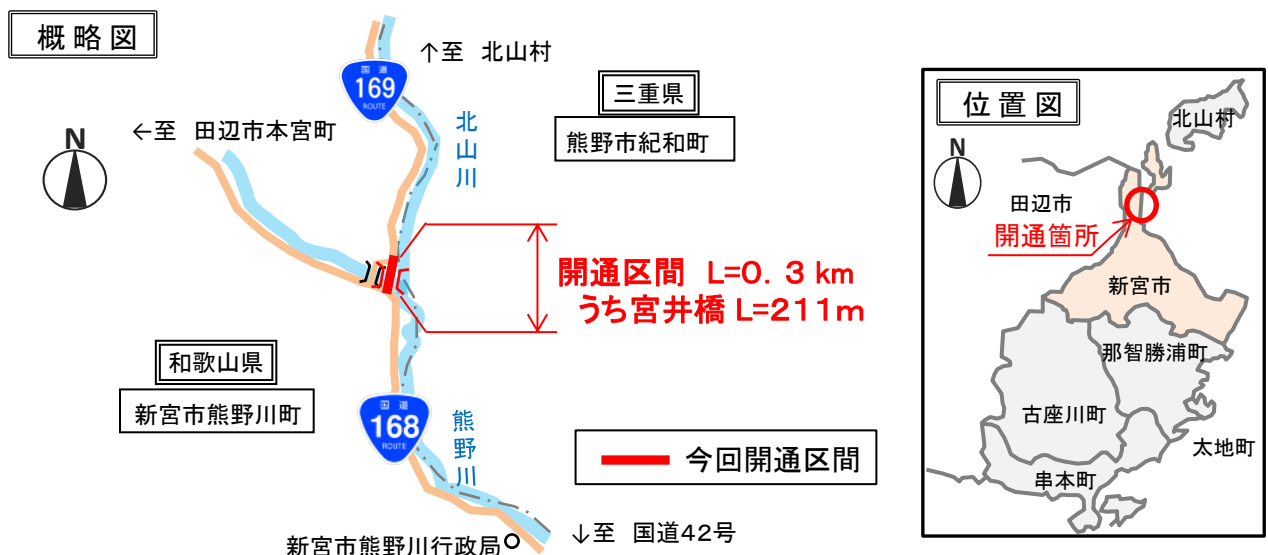 概略図
↑至 北山村
国道
169
ROUTE
三重県
熊野市紀和町
←至 田辺市本宮町
N
北山川
開通区間 L=0.3km
うち宮井橋L=211m
和歌山県
新宮市熊野川町
国道
168
ROUTE
熊野川
今回開通区間
新宮市熊野川行政局
↓至 国道42号
位置図
北山村
N
田辺市
開通箇所
新宮市
那智勝浦町
古座川町
太地町
串本町